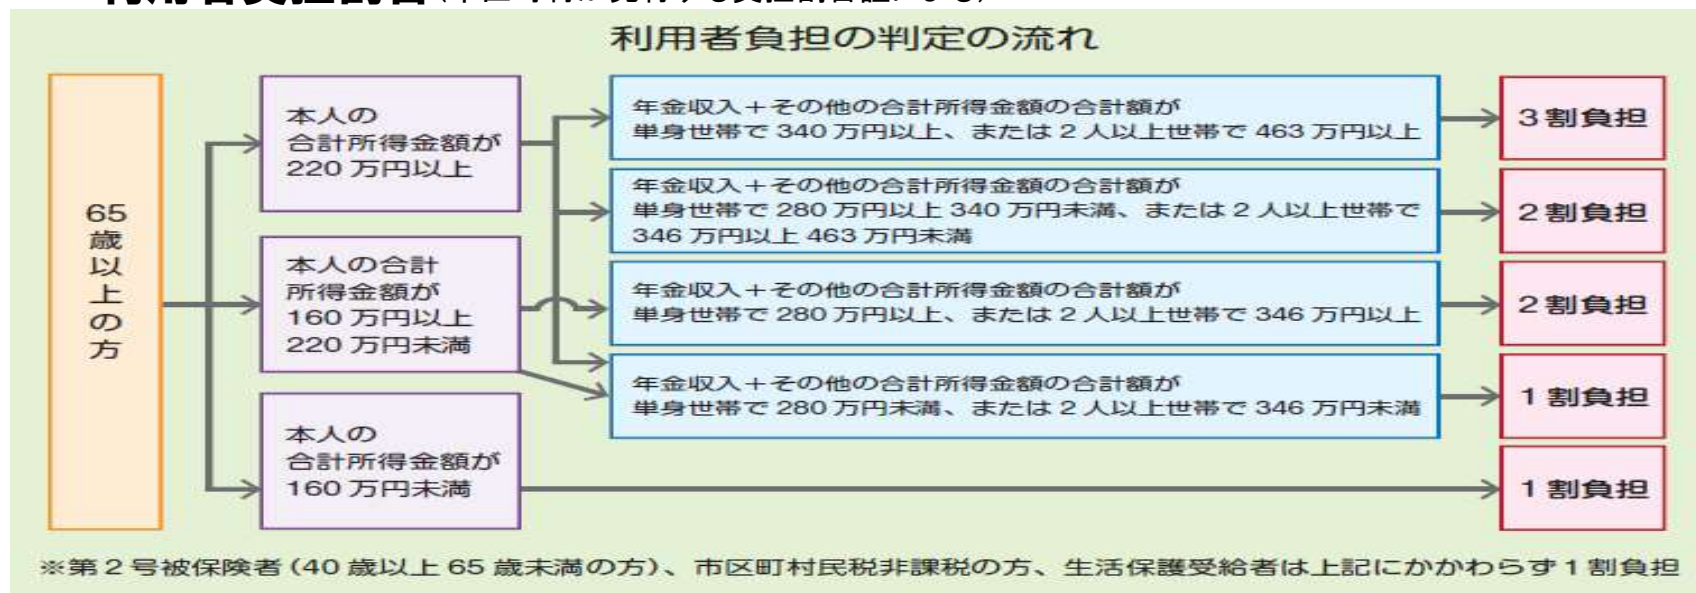 利用者負担の判定の流れ
65歳以上の方
本人の
合計所得金額が
220万円以上
本人の合計
所得金額が
160万円以上
220万円未満
本人の
合計所得金額が
160万円未満
年金収入+その他の合計所得金額の合計額が
単身世帯で340万円以上、または2人以上世帯で463万円以上
3割負担
年金収入+その他の合計所得金額の合計額が
単身世帯で280万円以上340万円未満、または2人以上世帯で
346万円以上463万円未満
2割負担
年金収入+その他の合計所得金額の合計額が
単身世帯で280万円以上、または2人以上世帯で346万円以上
2割負担
年金収入+その他の合計所得金額の合計額が
単身世帯で280万円未満、または2人以上世帯で346万円未満
1割負担
1割負担
※第2号被保険者(40歳以上65歳未満の方)、市区町村民税非課税の方、生活保護受給者は上記にかかわらず1割負担